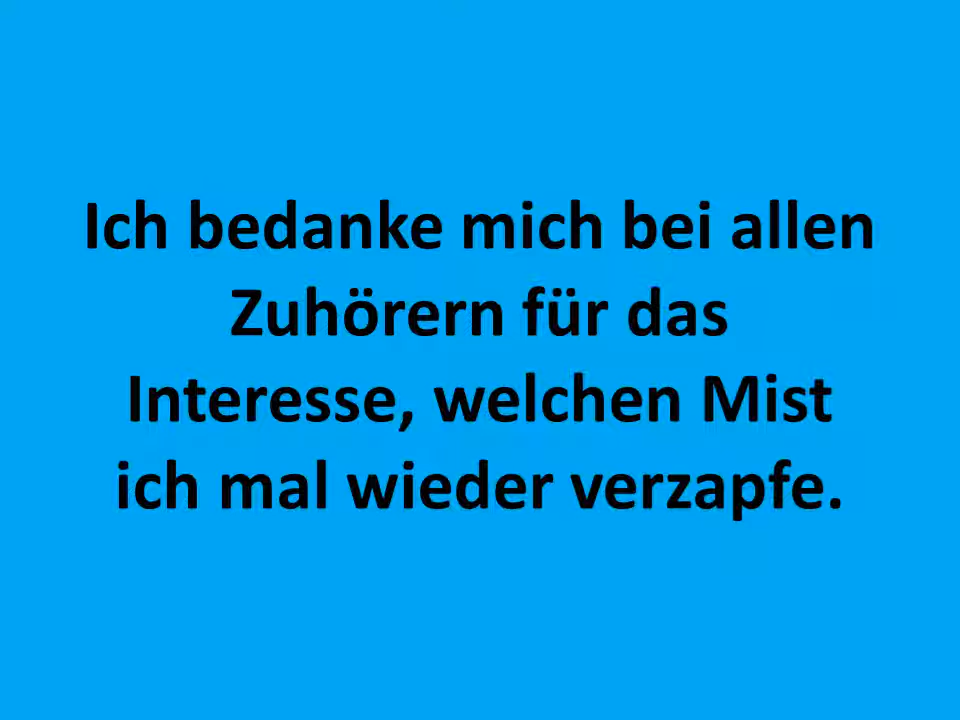 Ich bedanke mich bei allen
Zuhörern für das
Interesse, welchen Mist
ich mal wieder verzapfe.